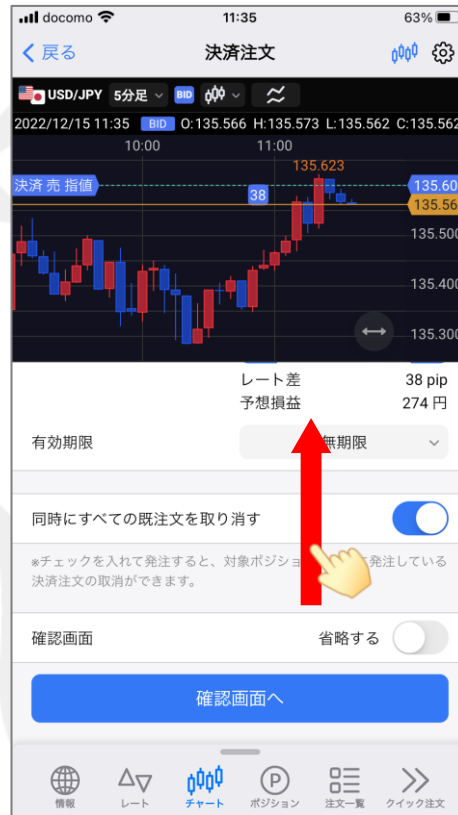 docomo 11:35 63%
戻る 決済注文
USD/JPY 5分足 BID
2022/12/15 11:35 BID O:135.566 H:135.573 L:135.562 C:135.562
10:00 11:00
135.623
決済 売 指値 38 135.60
135.56
135.500
135.400
135.300
レート差 38 pip
予想損益 274 円
有効期限 無期限
同時にすべての既注文を取り消す
※チェックを入れて発注すると、対象ポジショ 発注している
決済注文の取消ができます。
確認画面 省略する
確認画面へ
情報 レート チャート P ポジション 注文一覧 クイック注文